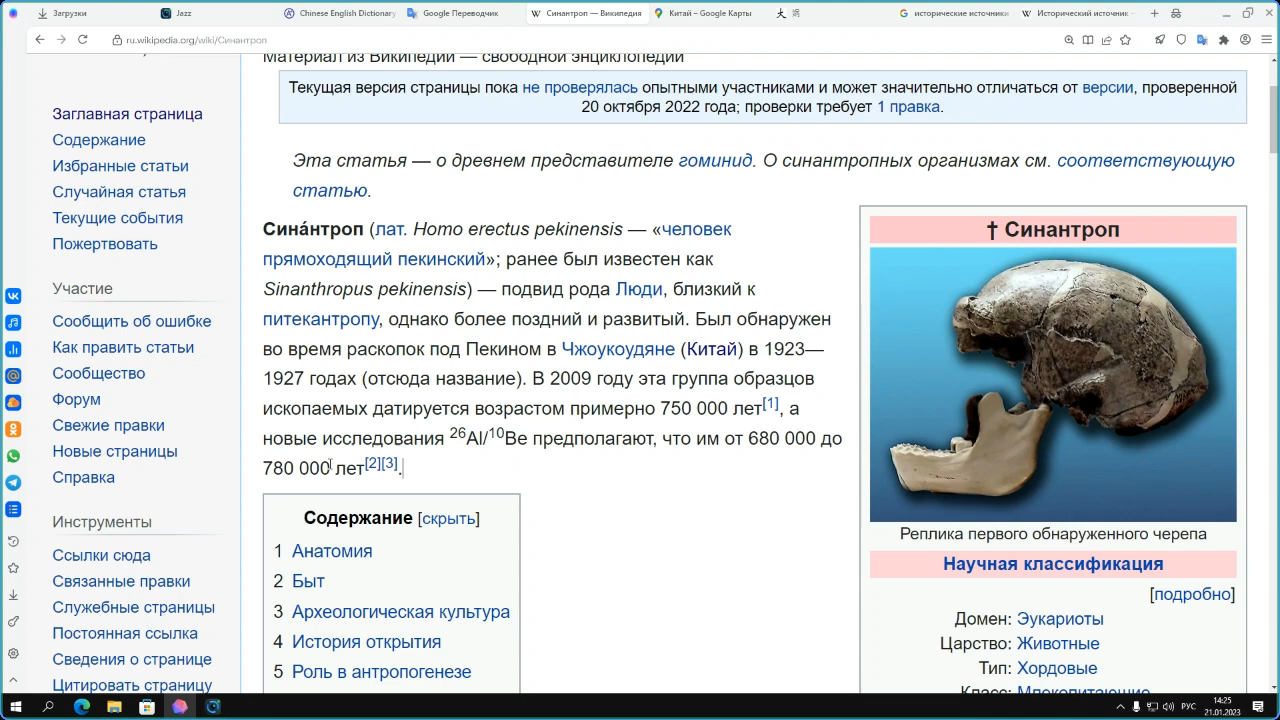 Загрузки
Jazz
Chinese English Dictionary
Google Переводчик
Синантроп — Википедия
Китай – Google Карты
исторические источники
Исторический источник -
ru.wikipedia.org/wiki/Синантроп
Материал из Википедии — свободной энциклопедии
Текущая версия страницы пока не проверялась опытными участниками и может значительно отличаться от версии, проверенной
20 октября 2022 года; проверки требует 1 правка.
Эта статья — о древнем представителе гоминид. О синантропных организмах см. соответствующую
статью.
Заглавная страница
Содержание
Избранные статьи
Случайная статья
Текущие события
Пожертвовать
Участие
Сообщить об ошибке
Как править статьи
Сообщество
Форум
Свежие правки
Новые страницы
Справка
Инструменты
Ссылки сюда
Связанные правки
Служебные страницы
Постоянная ссылка
Сведения о странице
Цитировать страницу
Сина́нтроп (лат. Homo erectus pekinensis — «человек
прямоходящий пекинский»; ранее был известен как
Sinanthropus pekinensis) — подвид рода Люди, близкий к
питекантропу, однако более поздний и развитый. Был обнаружен
во время раскопок под Пекином в Чжоукоудяне (Китай) в 1923—
1927 годах (отсюда название). В 2009 году эта группа образцов
ископаемых датируется возрастом примерно 750 000 лет[1], а
новые исследования 26Al/10Be предполагают, что им от 680 000 до
780 000 лет[2][3].
Содержание [скрыть]
1 Анатомия
2 Быт
3 Археологическая культура
4 История открытия
5 Роль в антропогенезе
† Синантроп
Реплика первого обнаруженного черепа
Научная классификация
[подробно]
Домен: Эукариоты
Царство: Животные
Тип: Хордовые
Класс: Млекопитающие
РУС
14:25
21.01.2023